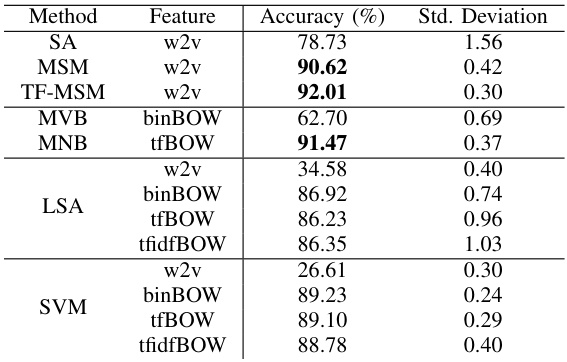 Method Feature Accuracy (%) Std. Deviation
SA w2v 78.73 1.56
MSM w2v 90.62 0.42
TF-MSM w2v 92.01 0.30
MVB binBOW 62.70 0.69
MNB tfBOW 91.47 0.37
LSA w2v 34.58 0.40
binBOW 86.92 0.74
tfBOW 86.23 0.96
tfidfBOW 86.35 1.03
SVM w2v 26.61 0.30
binBOW 89.23 0.24
tfBOW 89.10 0.29
tfidfBOW 88.78 0.40